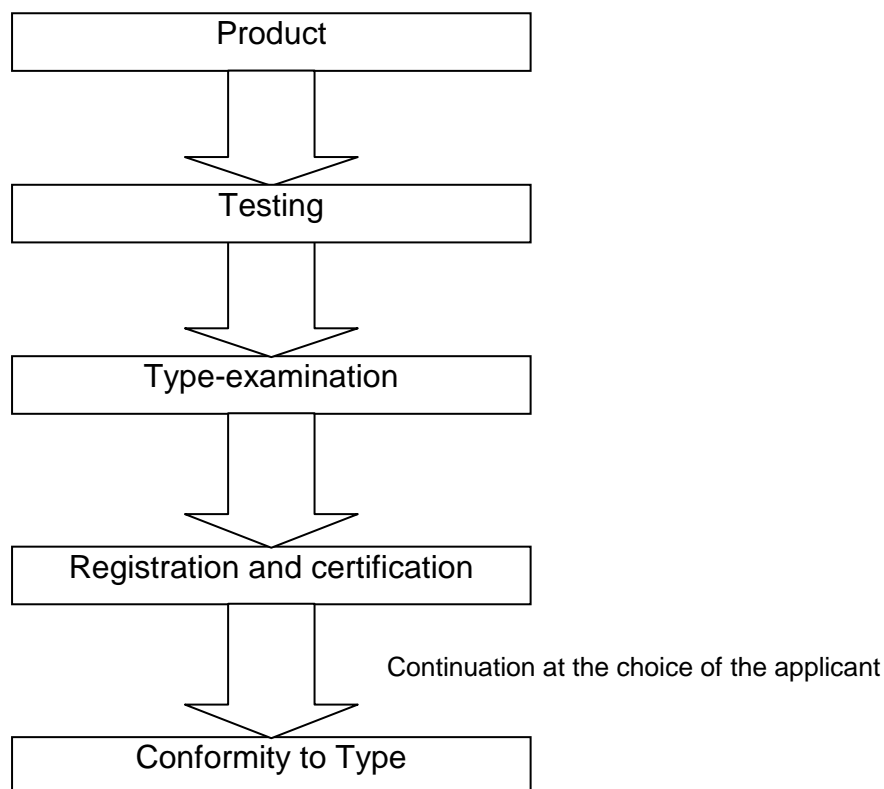 Product
Testing
Type-examination
Registration and certification
Continuation at the choice of the applicant
Conformity to Type